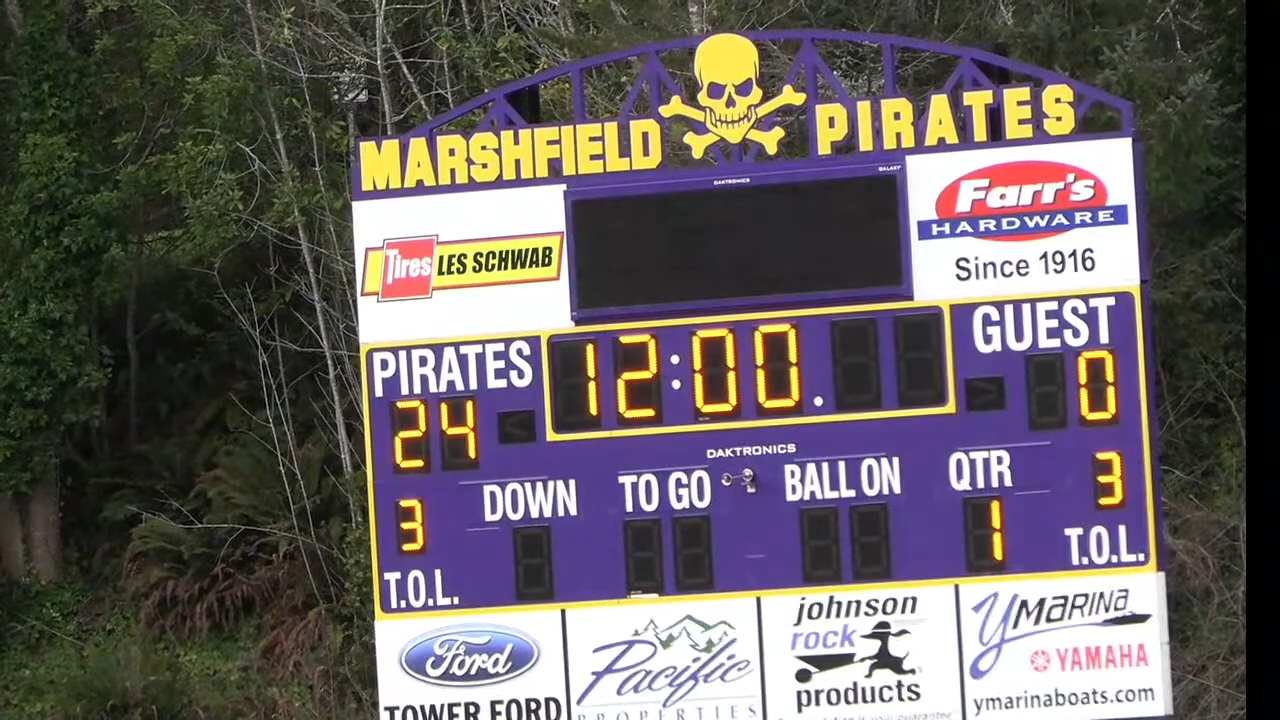 MARSHFIELD PIRATES
DAKTRONICS GALAXY
Tires LES SCHWAB
Farr's
HARDWARE
Since 1916
PIRATES 12:00. GUEST
24 0
DAKTRONICS
DOWN TO GO BALL ON QTR 3
3 1
T.O.L. T.O.L.
Ford
TOWER FORD
Pacific
PROPERTIES
johnson
rock
products
YMARINA
YAMAHA
ymarinaboats.com